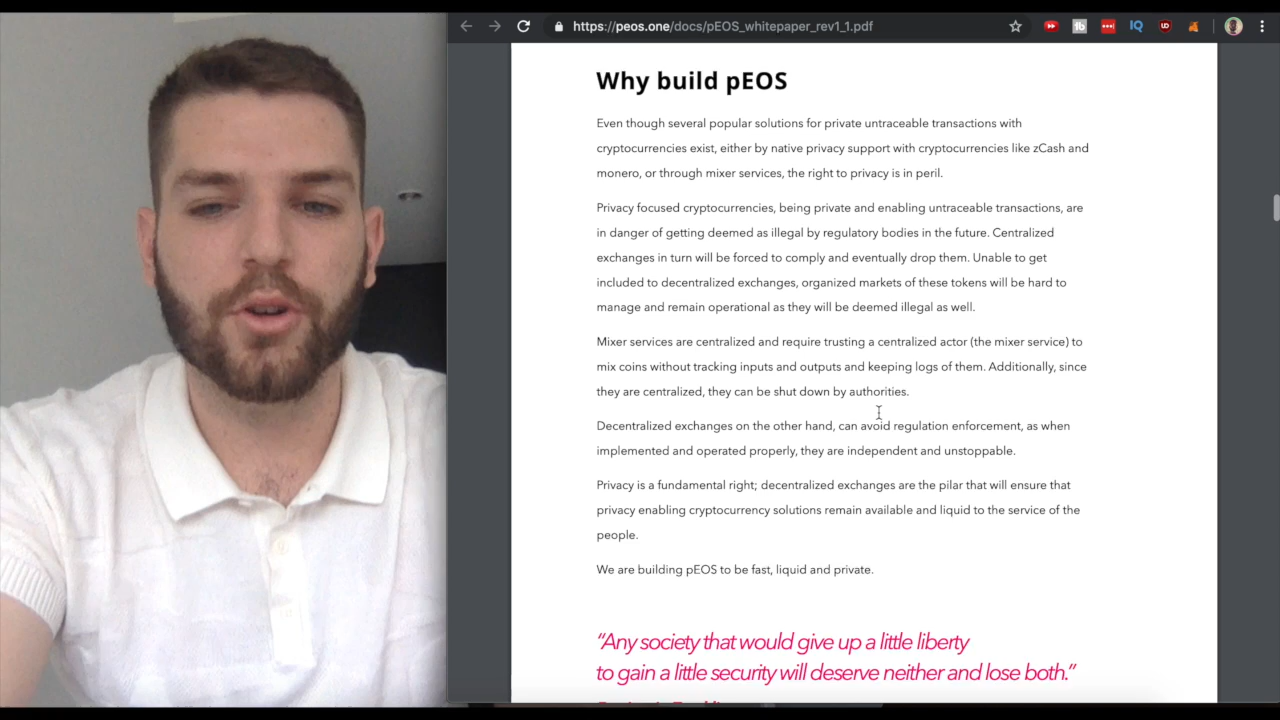 https://peos.one/docs/pEOS_whitepaper_rev1_1.pdf
Why build pEOS
Even though several popular solutions for private untraceable transactions with
cryptocurrencies exist, either by native privacy support with cryptocurrencies like zCash and
monero, or through mixer services, the right to privacy is in peril.
Privacy focused cryptocurrencies, being private and enabling untraceable transactions, are
in danger of getting deemed as illegal by regulatory bodies in the future. Centralized
exchanges in turn will be forced to comply and eventually drop them. Unable to get
included to decentralized exchanges, organized markets of these tokens will be hard to
manage and remain operational as they will be deemed illegal as well.
Mixer services are centralized and require trusting a centralized actor (the mixer service) to
mix coins without tracking inputs and outputs and keeping logs of them. Additionally, since
they are centralized, they can be shut down by authorities.
Decentralized exchanges on the other hand, can avoid regulation enforcement, as when
implemented and operated properly, they are independent and unstoppable.
Privacy is a fundamental right; decentralized exchanges are the pilar that will ensure that
privacy enabling cryptocurrency solutions remain available and liquid to the service of the
people.
We are building pEOS to be fast, liquid and private.
“Any society that would give up a little liberty
to gain a little security will deserve neither and lose both.”